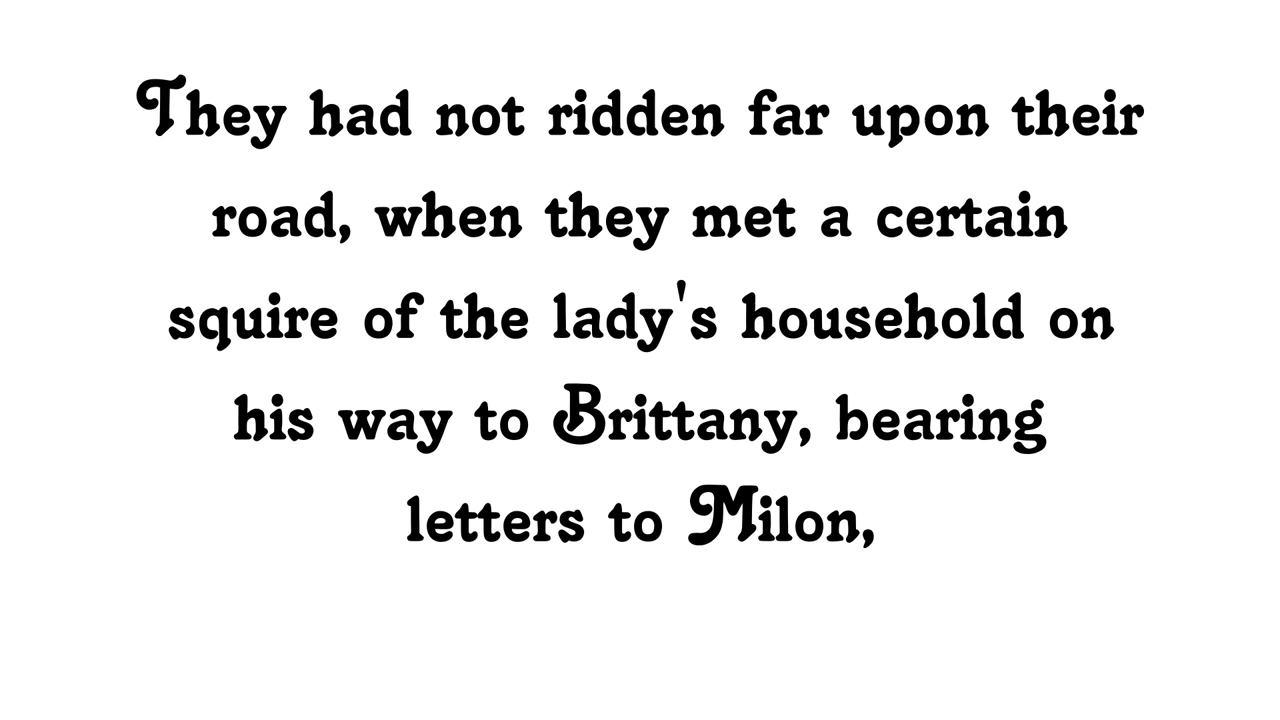 They had not ridden far upon their
road, when they met a certain
squire of the lady's household on
his way to Brittany, bearing
letters to Milon,